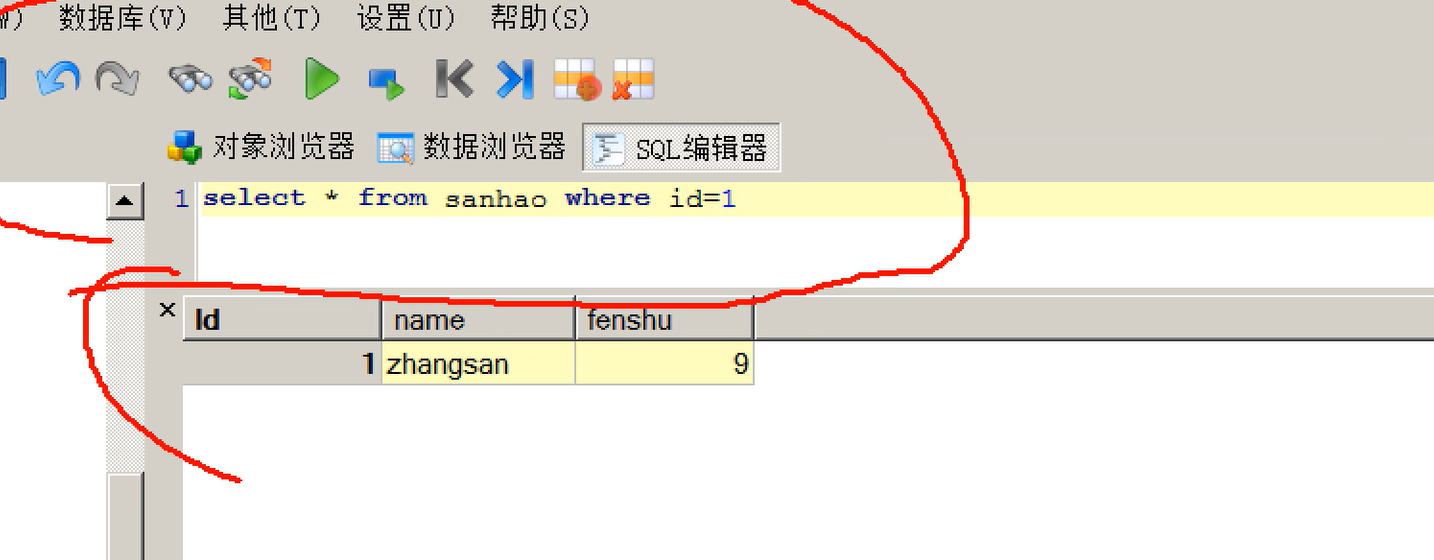 数据库(V) 其他(T) 设置(U) 帮助(S)
对象浏览器 数据浏览器 SQL编辑器
1 select * from sanhao where id=1
Id name fenshu
1 zhangsan 9